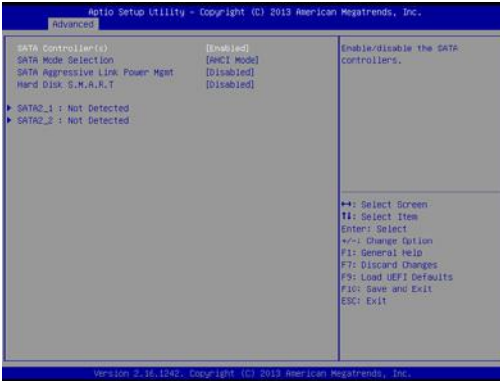 Aptio Setup Utility - Copyright (C) 2013 American Megatrends, Inc.
Advanced
SATA Controller(s) [Enabled]
SATA Mode Selection [AHCI Mode]
SATA Aggressive Link Power Mgmt [Disabled]
Hard Disk S.M.A.R.T [Disabled]
SATA2_1 : Not Detected
SATA2_2 : Not Detected
Enable/disable the SATA
controllers.
↔: Select Screen
↑↓: Select Item
Enter: Select
+/-: Change Option
F1: General Help
F7: Discard Changes
F9: Load UEFI Defaults
F10: Save and Exit
ESC: Exit
Version 2.16.1242. Copyright (C) 2013 American Megatrends, Inc.